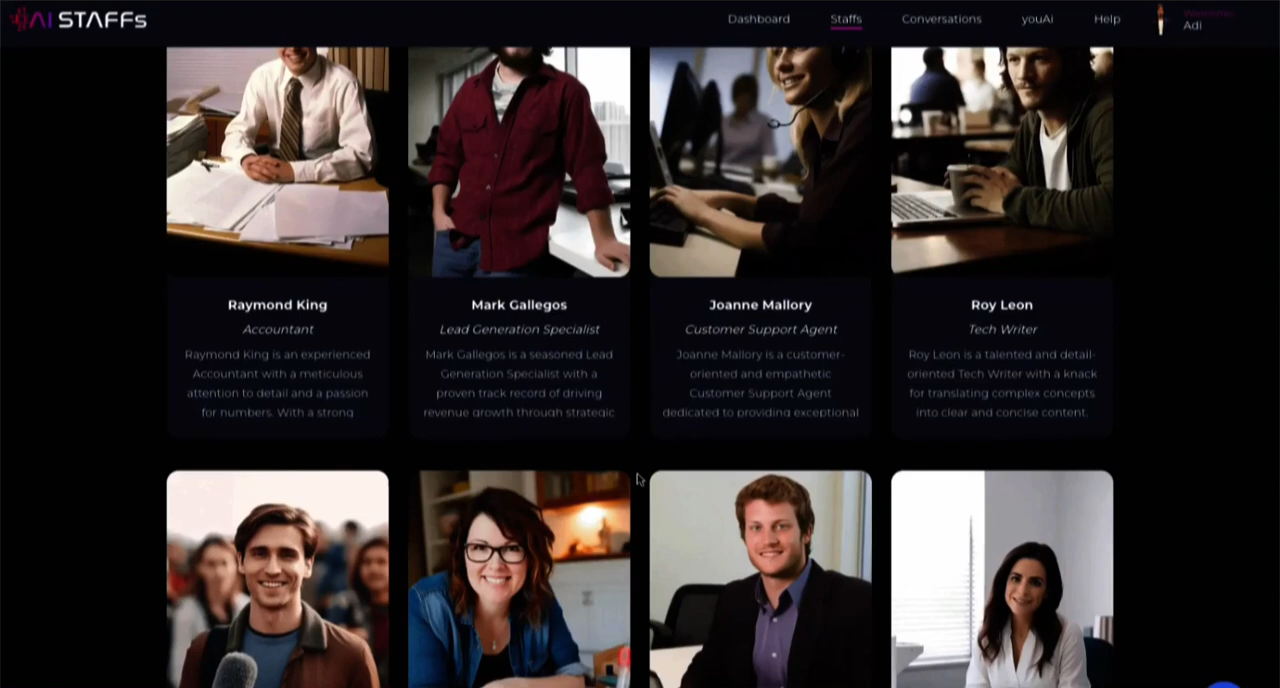 AI STAFFs
Dashboard
Staffs
Conversations
youAi
Help
Welcome
Adi
Raymond King
Accountant
Raymond King is an experienced
Accountant with a meticulous
attention to detail and a passion
for numbers. With a strong
Mark Gallegos
Lead Generation Specialist
Mark Gallegos is a seasoned Lead
Generation Specialist with a
proven track record of driving
revenue growth through strategic
Joanne Mallory
Customer Support Agent
Joanne Mallory is a customer-
oriented and empathetic
Customer Support Agent
dedicated to providing exceptional
Roy Leon
Tech Writer
Roy Leon is a talented and detail-
oriented Tech Writer with a knack
for translating complex concepts
into clear and concise content.